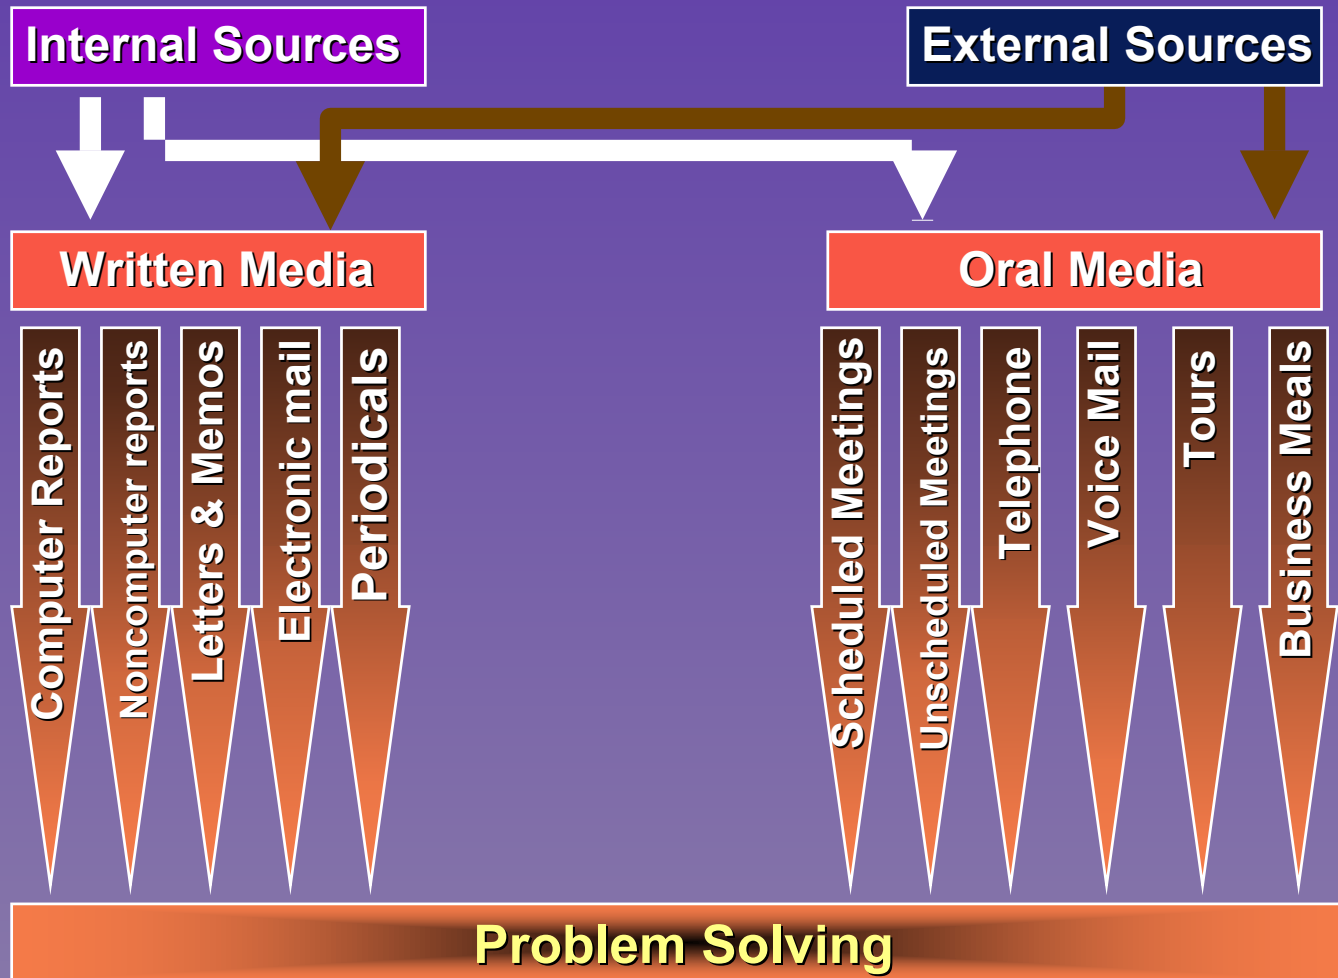 Internal Sources
External Sources
Written Media
Oral Media
Computer Reports
Noncomputer reports
Letters & Memos
Electronic mail
Periodicals
Scheduled Meetings
Unscheduled Meetings
Telephone
Voice Mail
Tours
Business Meals
Problem Solving